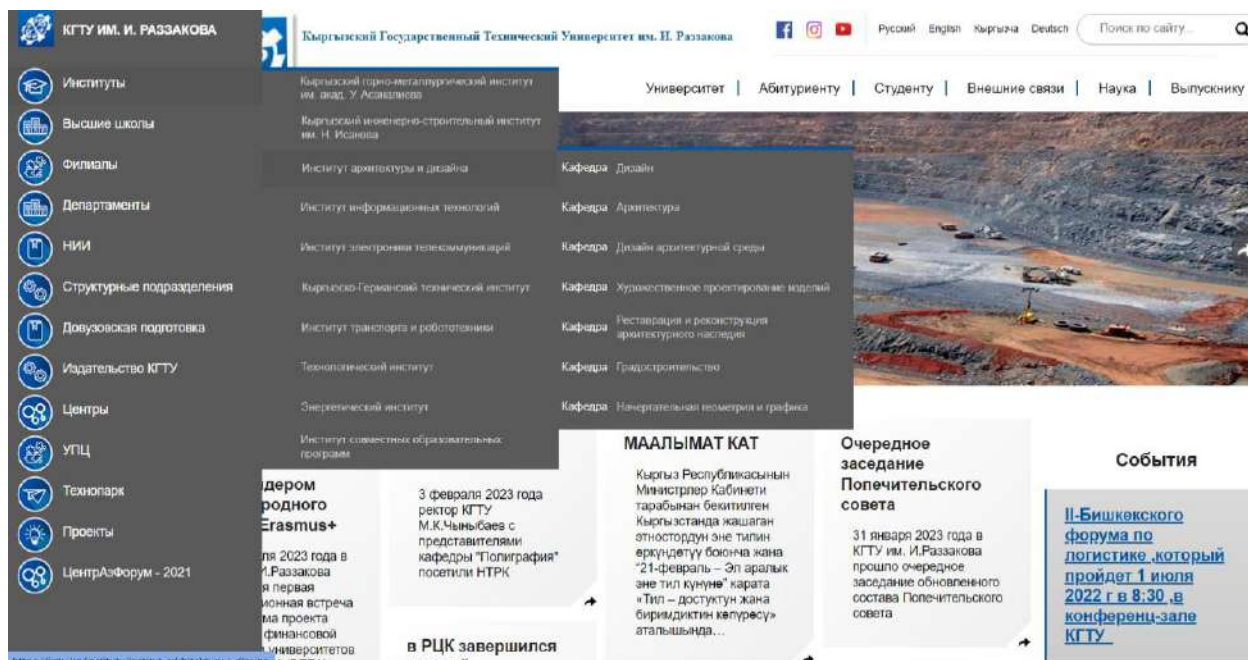 КГТУ ИМ. И. РАЗЗАКОВА
Институты
Высшие школы
Филиалы
Департаменты
НИИ
Структурные подразделения
Довузовская подготовка
Издательство КГТУ
Центры
УПЦ
Технопарк
Проекты
ЦентрАзФорум - 2021
Кыргызский Государственный Технический Университет им. И. Раззакова
Русский English Кыргызча Deutsch
Поиск по сайту...
Университет | Абитуриенту | Студенту | Внешние связи | Наука | Выпускнику
Кыргызский горно-металлургический институт
им. акад. У. Асаналиева
Кыргызский инженерно-строительный институт
им. Н. Исанова
Институт архитектуры и дизайна
Институт информационных технологий
Институт электроники телекоммуникаций
Кыргызско-Германский технический институт
Институт транспорта и робототехники
Технологический институт
Энергетический институт
Институт совместных образовательных
программ
Кафедра Дизайн
Кафедра Архитектура
Кафедра Дизайн архитектурной среды
Кафедра Художественное проектирование изделий
Кафедра Реставрация и реконструкция
архитектурного наследия
Кафедра Градостроительство
Кафедра Начертательная геометрия и графика
Erasmus+
2023 года в
первая
проекта
финансовой
3 февраля 2023 года
ректор КГТУ
М.К.Чыныбаев с
представителями
кафедры "Полиграфия"
посетили НТРК
в РЦК завершился
МААЛЫМАТ КАТ
Кыргыз Республикасынын
Министрлер Кабинети
тарабынан бекитилген
Кыргызстанда жашаган
этностордун эне тилин
өркүндөтүү боюнча жана
"21-февраль – Эл аралык
эне тил күнүнө" карата
«Тил – достуктун жана
биримдиктин көпүрөсү»
аталышында...
Очередное
заседание
Попечительского
совета
31 января 2023 года в
КГТУ им. И.Раззакова
прошло очередное
заседание обновленного
состава Попечительского
совета
События
II-Бишкекского
форума по
логистике ,который
пройдет 1 июля
2022 г в 8:30 ,в
конференц-зале
КГТУ